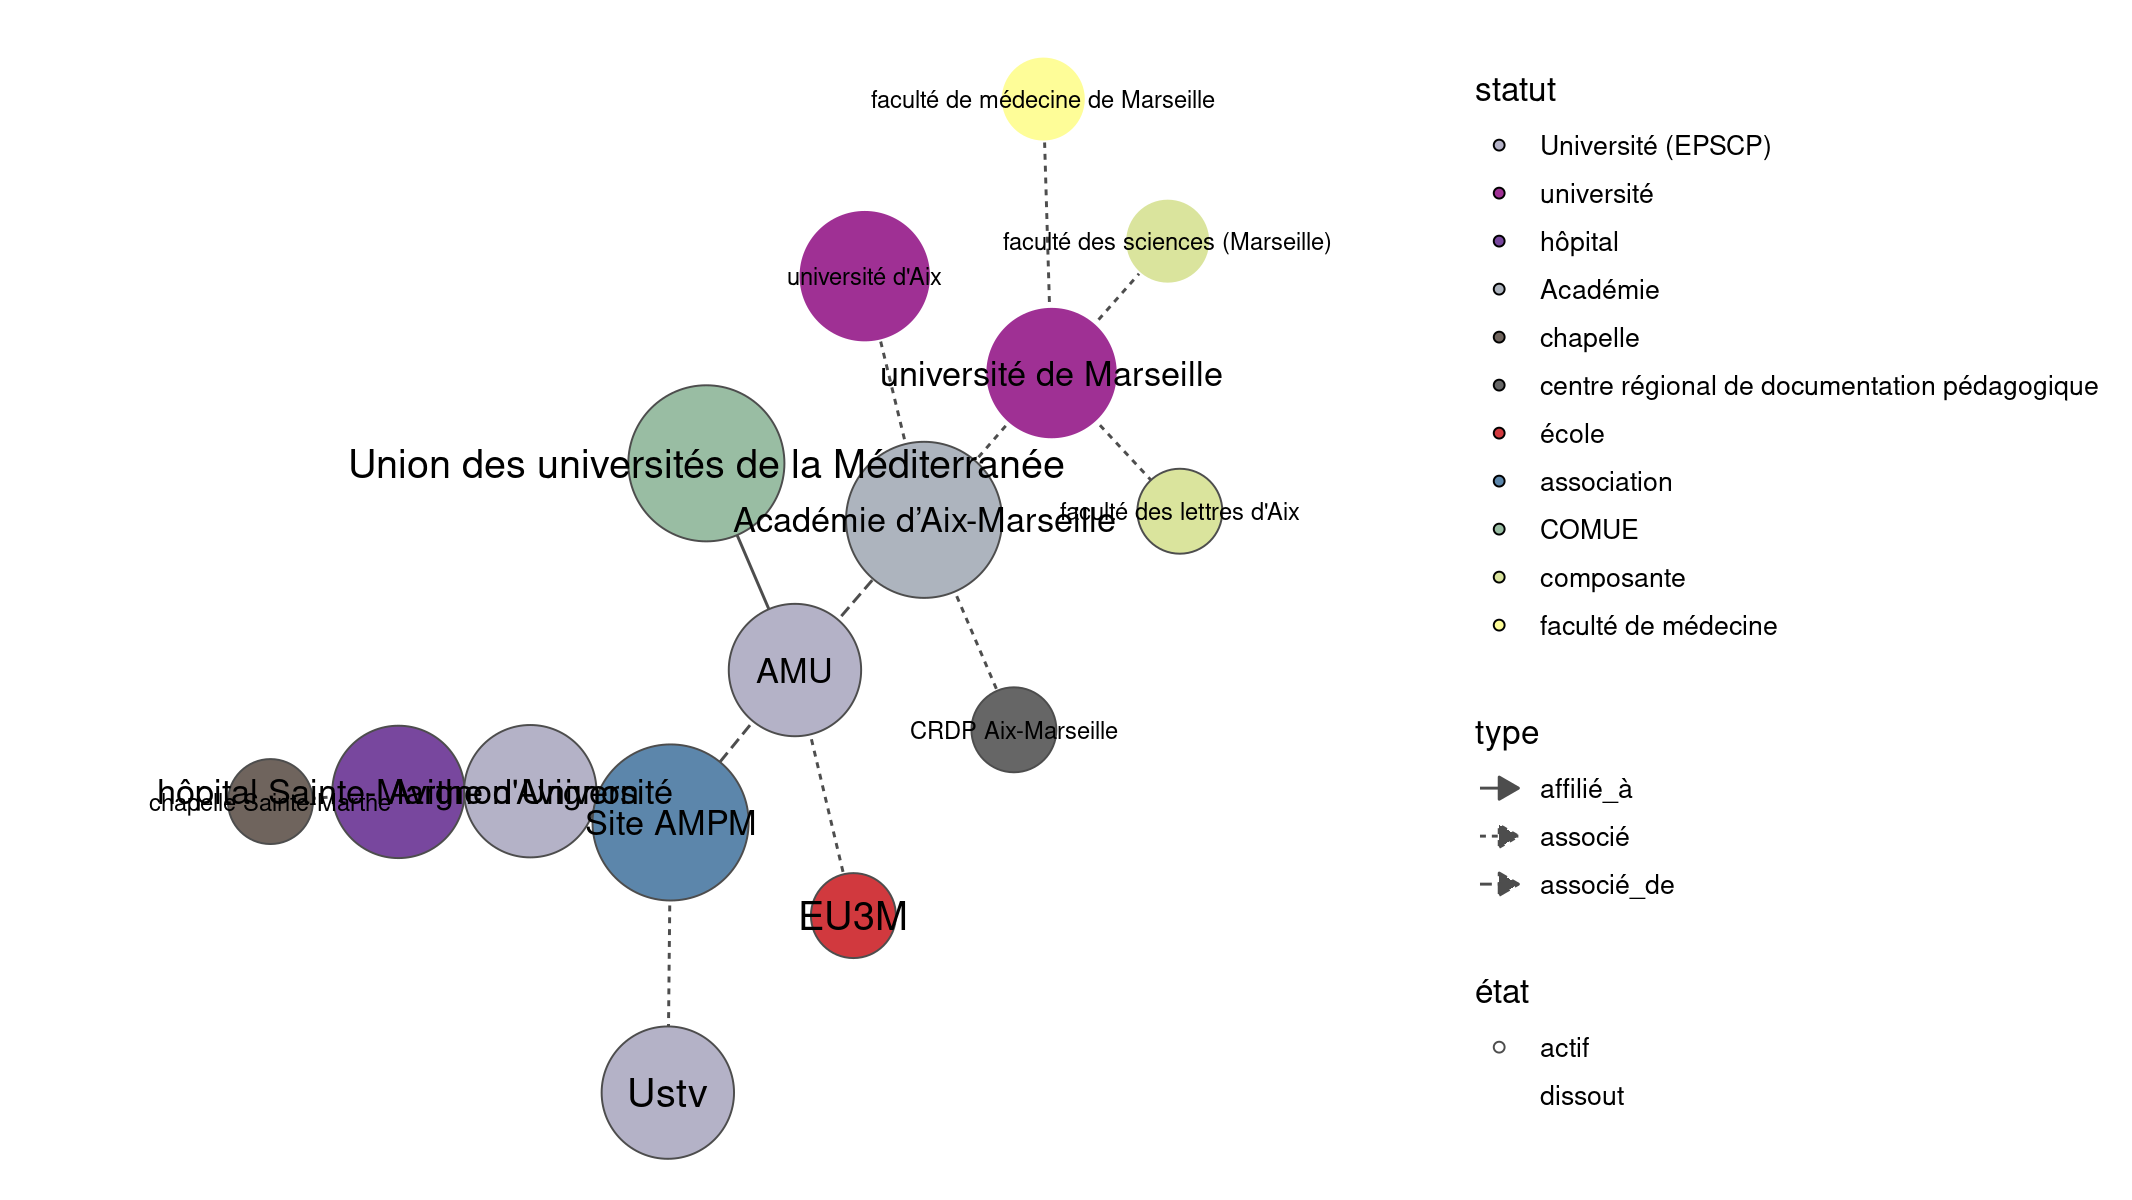 faculté de médecine de Marseille
faculté des sciences (Marseille)
université d'Aix
université de Marseille
Union des universités de la Méditerranée
Académie d’Aix-Marseille
faculté des lettres d'Aix
AMU
CRDP Aix-Marseille
hôpital Sainte-Marthe d'Avignon
Avignon Université
chapelle Sainte-Marthe
Site AMPM
EU3M
Ustv
statut
Université (EPSCP)
université
hôpital
Académie
chapelle
centre régional de documentation pédagogique
école
association
COMUE
composante
faculté de médecine
type
affilié_à
associé
associé_de
état
actif
dissout